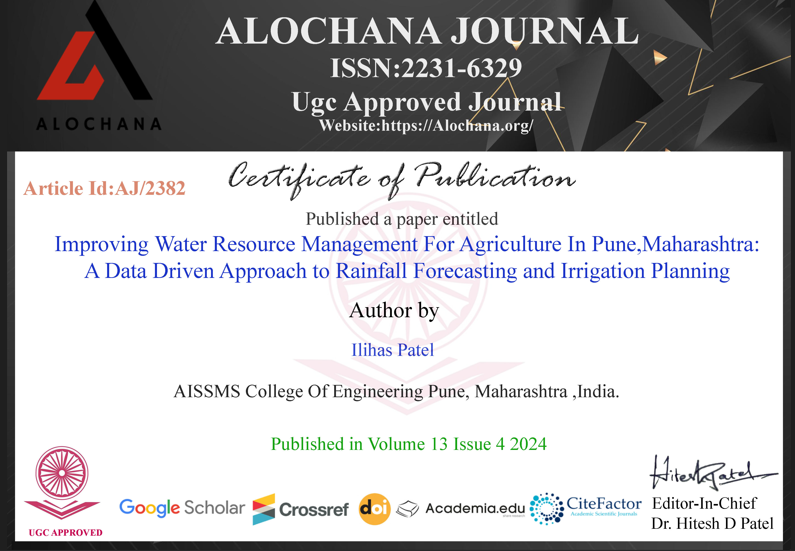 ALOCHANA JOURNAL
ISSN:2231-6329
Ugc Approved Journal
Website:https://Alochana.org/
ALOCHANA
Certificate of Publication
Article Id:AJ/2382
Published a paper entitled
Improving Water Resource Management For Agriculture In Pune,Maharashtra:
A Data Driven Approach to Rainfall Forecasting and Irrigation Planning
Author by
Ilihas Patel
AISSMS College Of Engineering Pune, Maharashtra ,India.
Published in Volume 13 Issue 4 2024
UGC APPROVED
Google Scholar
Crossref
doi
Academia.edu
CiteFactor
Academic Scientific Journals
Hitesh Patel
Editor-In-Chief
Dr. Hitesh D Patel